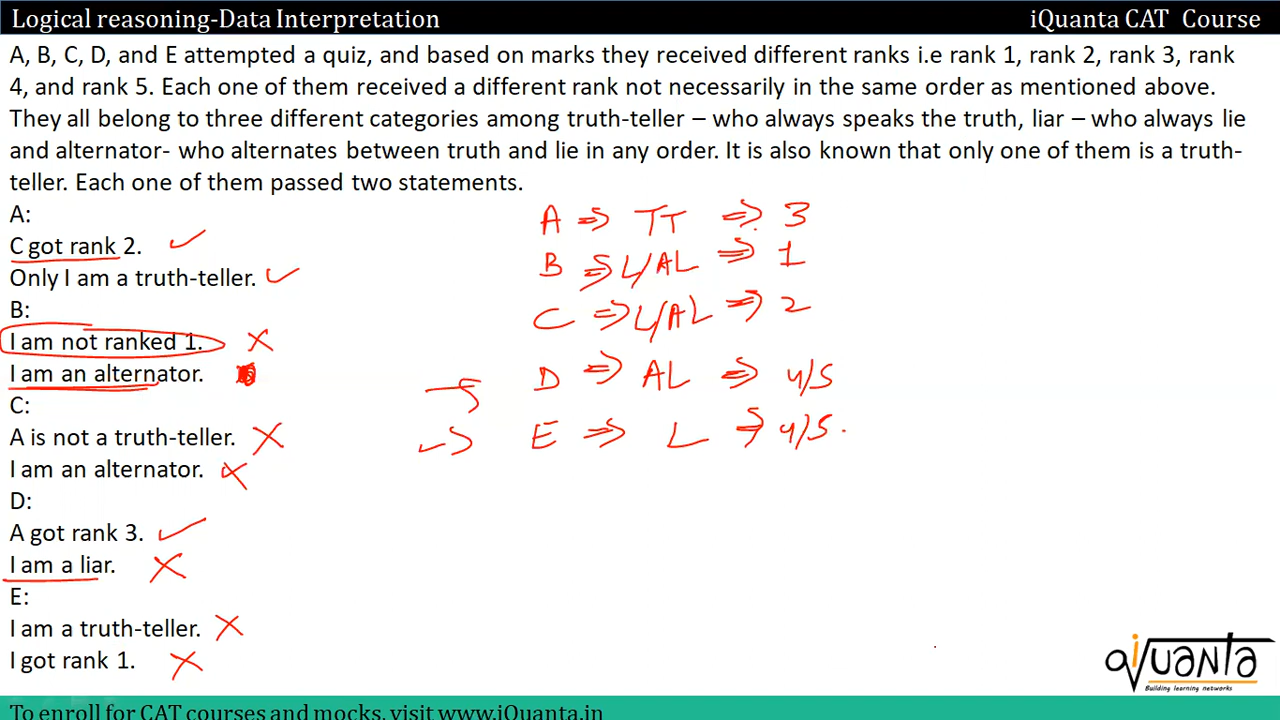 Logical reasoning-Data Interpretation iQuanta CAT Course
A, B, C, D, and E attempted a quiz, and based on marks they received different ranks i.e rank 1, rank 2, rank 3, rank
4, and rank 5. Each one of them received a different rank not necessarily in the same order as mentioned above.
They all belong to three different categories among truth-teller – who always speaks the truth, liar – who always lie
and alternator- who alternates between truth and lie in any order. It is also known that only one of them is a truth-
teller. Each one of them passed two statements.
A:
C got rank 2.
Only I am a truth-teller.
B:
I am not ranked 1.
I am an alternator.
C:
A is not a truth-teller.
I am an alternator.
D:
A got rank 3.
I am a liar.
E:
I am a truth-teller.
I got rank 1.
A ⇒ TT ⇒ 3
B ⇒ L/AL ⇒ 1
C ⇒ L/AL ⇒ 2
D ⇒ AL ⇒ 4/5
E ⇒ L ⇒ 4/5.
iQuanta
Building learning networks
To enroll for CAT courses and mocks, visit www.iQuanta.in